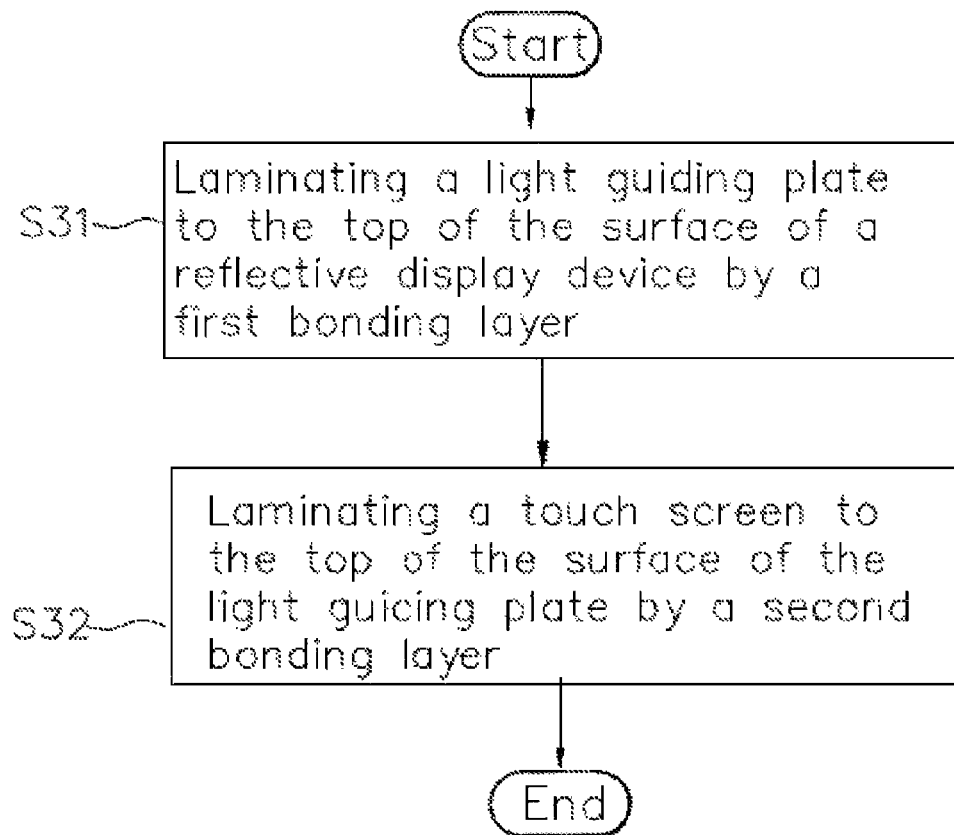 Start
S31
Laminating a light guiding plate
to the top of the surface of a
reflective display device by a
first bonding layer
S32
Laminating a touch screen to
the top of the surface of the
light guicing plate by a second
bonding layer
End